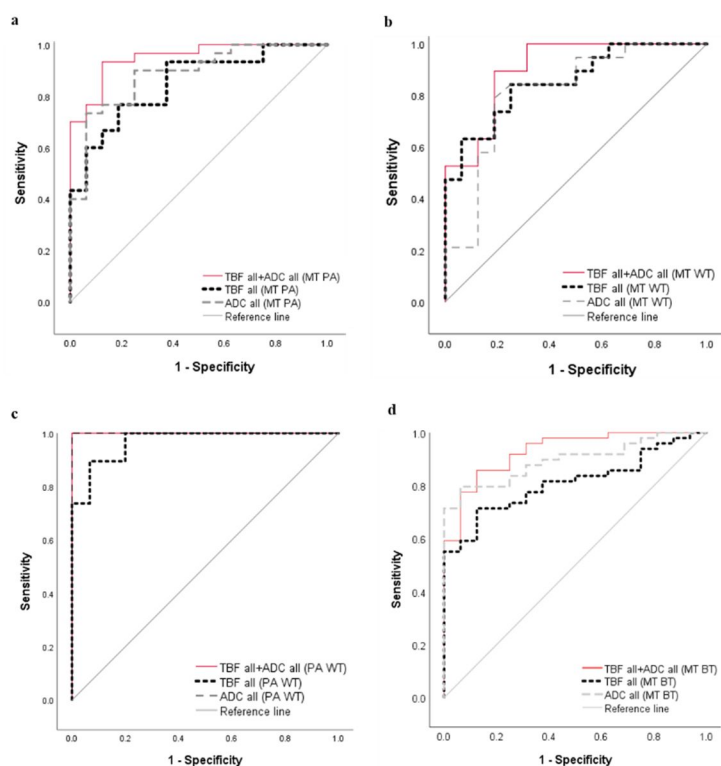 a
1.0
0.8
0.6
0.4
0.2
0.0
Sensitivity
TBF all+ADC all (MT PA)
TBF all (MT PA)
ADC all (MT PA)
Reference line
0.0 0.2 0.4 0.6 0.8 1.0
1 - Specificity
b
1.0
0.8
0.6
0.4
0.2
0.0
Sensitivity
TBF all+ADC all (MT WT)
TBF all (MT WT)
ADC all (MT WT)
Reference line
0.0 0.2 0.4 0.6 0.8 1.0
1 - Specificity
c
1.0
0.8
0.6
0.4
0.2
0.0
Sensitivity
TBF all+ADC all (PA WT)
TBF all (PA WT)
ADC all (PA WT)
Reference line
0.0 0.2 0.4 0.6 0.8 1.0
1 - Specificity
d
1.0
0.8
0.6
0.4
0.2
0.0
Sensitivity
TBF all+ADC all (MT BT)
TBF all (MT BT)
ADC all (MT BT)
Reference line
0.0 0.2 0.4 0.6 0.8 1.0
1 - Specificity